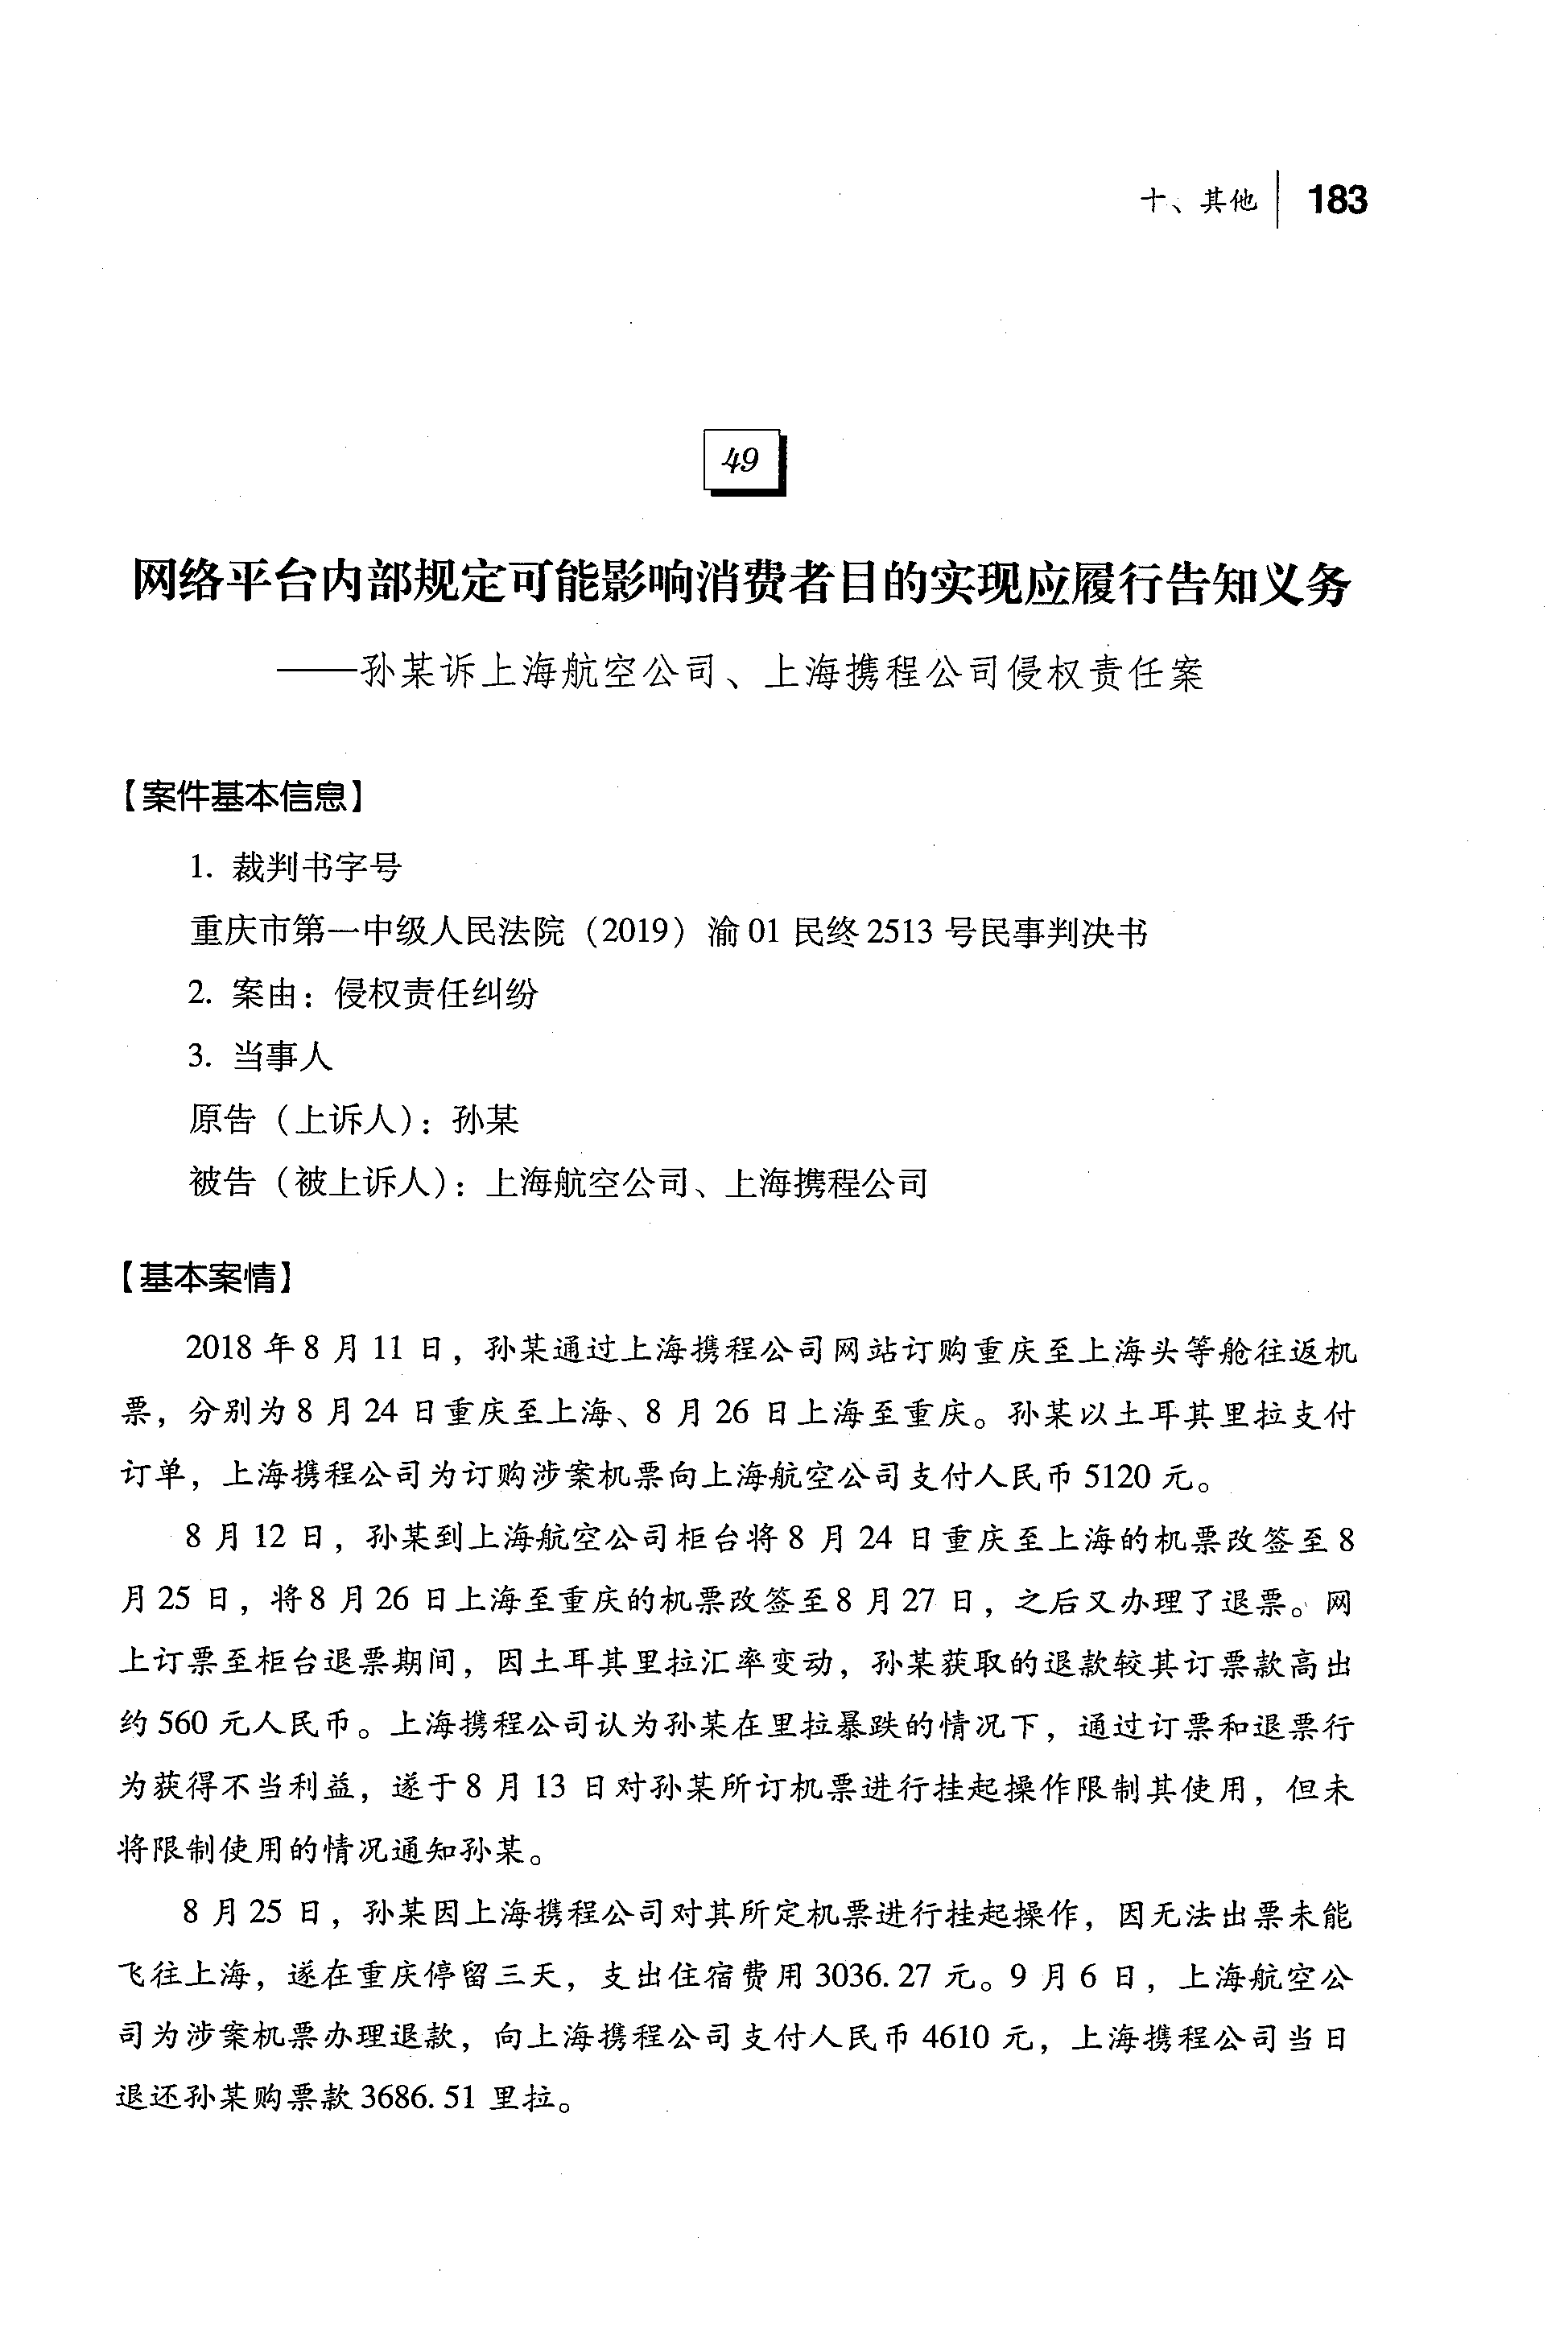 十、其他 183
49
网络平台内部规定可能影响消费者目的实现应履行告知义务
——孙某诉上海航空公司、上海携程公司侵权责任案
【案件基本信息】
1. 裁判书字号
重庆市第一中级人民法院（2019）渝01民终2513号民事判决书
2. 案由：侵权责任纠纷
3. 当事人
原告（上诉人）：孙某
被告（被上诉人）：上海航空公司、上海携程公司
【基本案情】
2018年8月11日，孙某通过上海携程公司网站订购重庆至上海头等舱往返机
票，分别为8月24日重庆至上海、8月26日上海至重庆。孙某以土耳其里拉支付
订单，上海携程公司为订购涉案机票向上海航空公司支付人民币5120元。
8月12日，孙某到上海航空公司柜台将8月24日重庆至上海的机票改签至8
月25日，将8月26日上海至重庆的机票改签至8月27日，之后又办理了退票。网
上订票至柜台退票期间，因土耳其里拉汇率变动，孙某获取的退款较其订票款高出
约560元人民币。上海携程公司认为孙某在里拉暴跌的情况下，通过订票和退票行
为获得不当利益，遂于8月13日对孙某所订机票进行挂起操作限制其使用，但未
将限制使用的情况通知孙某。
8月25日，孙某因上海携程公司对其所定机票进行挂起操作，因无法出票未能
飞往上海，遂在重庆停留三天，支出住宿费用3036.27元。9月6日，上海航空公
司为涉案机票办理退款，向上海携程公司支付人民币4610元，上海携程公司当日
退还孙某购票款3686.51里拉。